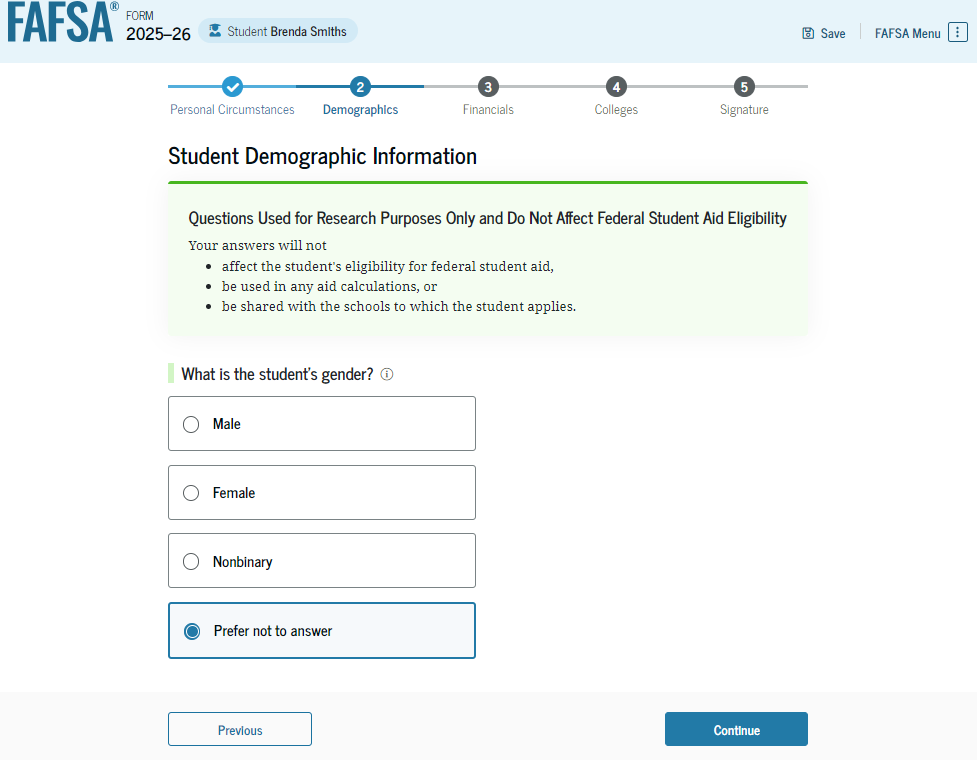 FAFSA®
FORM
2025–26
Student Brenda Smiths
Save
FAFSA Menu
2
3
4
5
Personal Circumstances
Demographics
Financials
Colleges
Signature
Student Demographic Information
Questions Used for Research Purposes Only and Do Not Affect Federal Student Aid Eligibility
Your answers will not
• affect the student's eligibility for federal student aid,
• be used in any aid calculations, or
• be shared with the schools to which the student applies.
What is the student's gender?
Male
Female
Nonbinary
Prefer not to answer
Previous
Continue